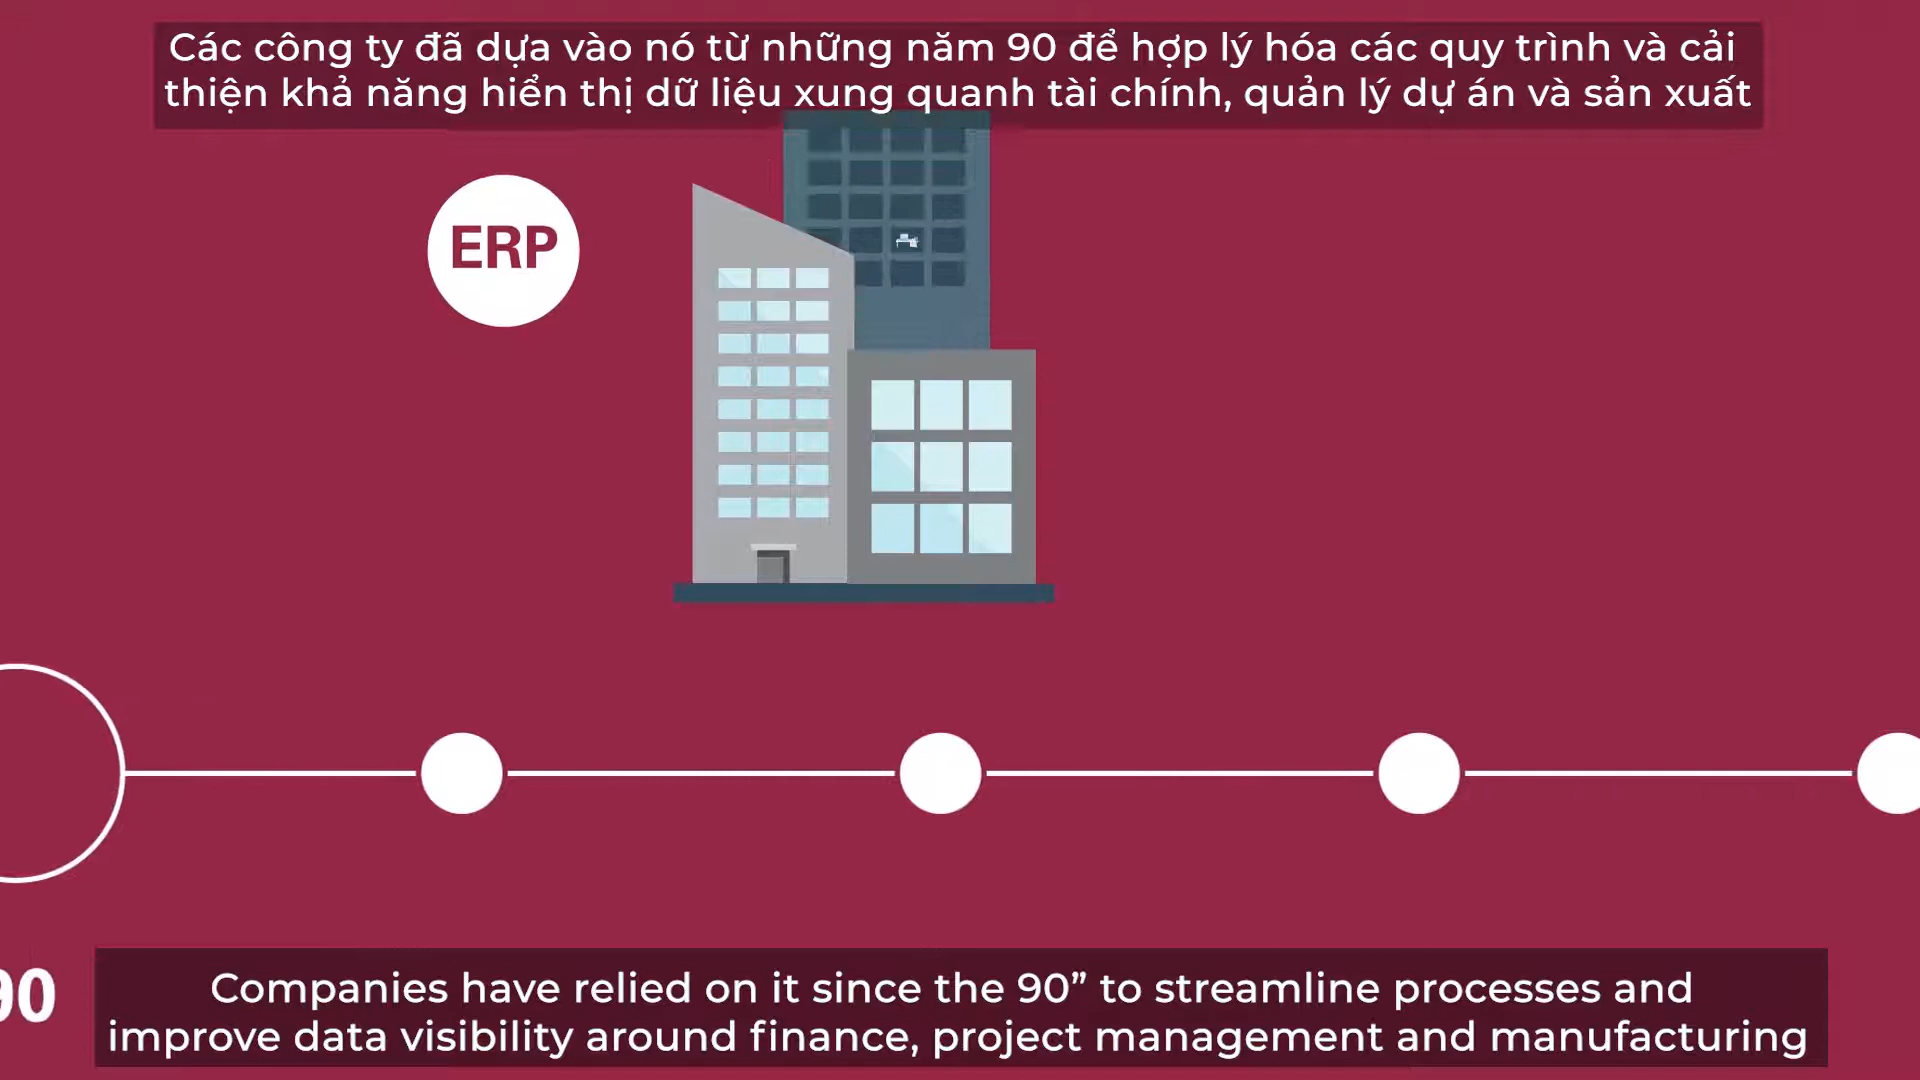 Các công ty đã dựa vào nó từ những năm 90 để hợp lý hóa các quy trình và cải
thiện khả năng hiển thị dữ liệu xung quanh tài chính, quản lý dự án và sản xuất
ERP
90
Companies have relied on it since the 90” to streamline processes and
improve data visibility around finance, project management and manufacturing